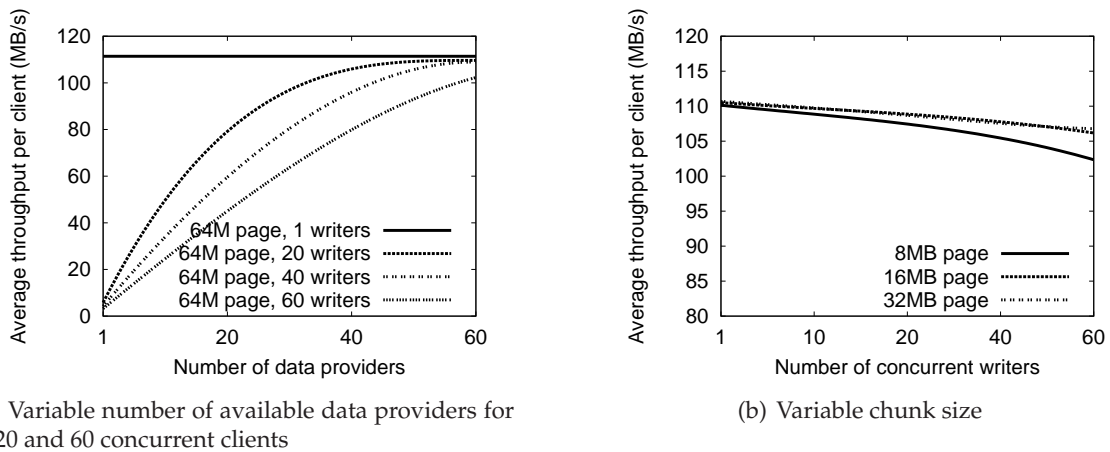 Average throughput per client (MB/s)
120
100
80
60
40
20
0
64M page, 1 writers
64M page, 20 writers
64M page, 40 writers
64M page, 60 writers
1 20 40 60
Number of data providers
Variable number of available data providers for
20 and 60 concurrent clients
Average throughput per client (MB/s)
120
115
110
105
100
95
90
85
80
8MB page
16MB page
32MB page
1 10 20 40 60
Number of concurrent writers
(b) Variable chunk size